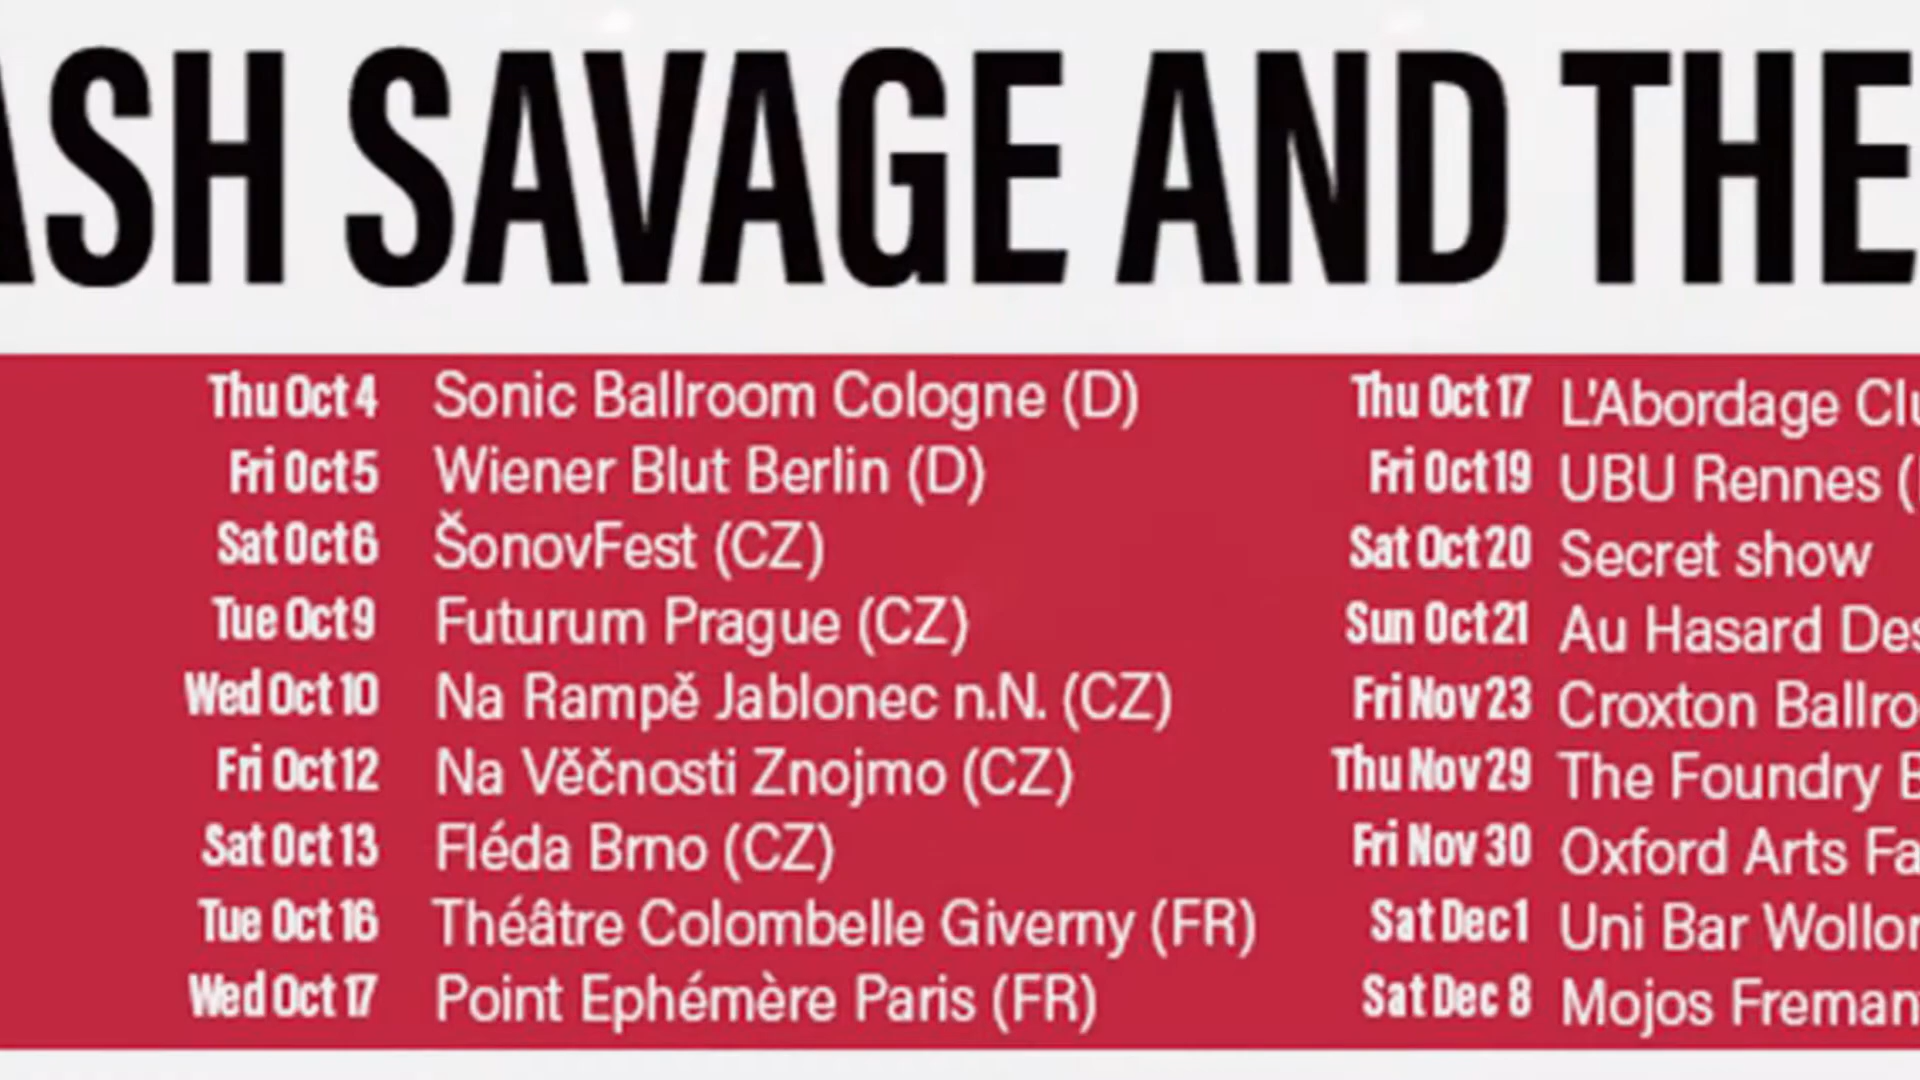 ASH SAVAGE AND THE
Thu Oct 4 Sonic Ballroom Cologne (D)
Fri Oct 5 Wiener Blut Berlin (D)
Sat Oct 6 ŠonovFest (CZ)
Tue Oct 9 Futurum Prague (CZ)
Wed Oct 10 Na Rampě Jablonec n.N. (CZ)
Fri Oct 12 Na Věčnosti Znojmo (CZ)
Sat Oct 13 Fléda Brno (CZ)
Tue Oct 16 Théâtre Colombelle Giverny (FR)
Wed Oct 17 Point Ephémère Paris (FR)
Thu Oct 17 L'Abordage
Fri Oct 19 UBU Rennes
Sat Oct 20 Secret show
Sun Oct 21 Au Hasard
Fri Nov 23 Croxton
Thu Nov 29 The Foundry
Fri Nov 30 Oxford Arts
Sat Dec 1 Uni Bar
Sat Dec 8 Mojos